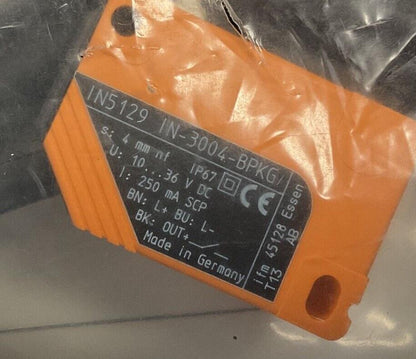 IN5129 IN-3004-BPKG/
s: 4 mm nf IP67 CE
U: 10...36 V DC
I: 250 mA SCP
BN: L+ BU: L-
BK: OUT+
Made in Germany
ifm 45128 Essen
T13 AB